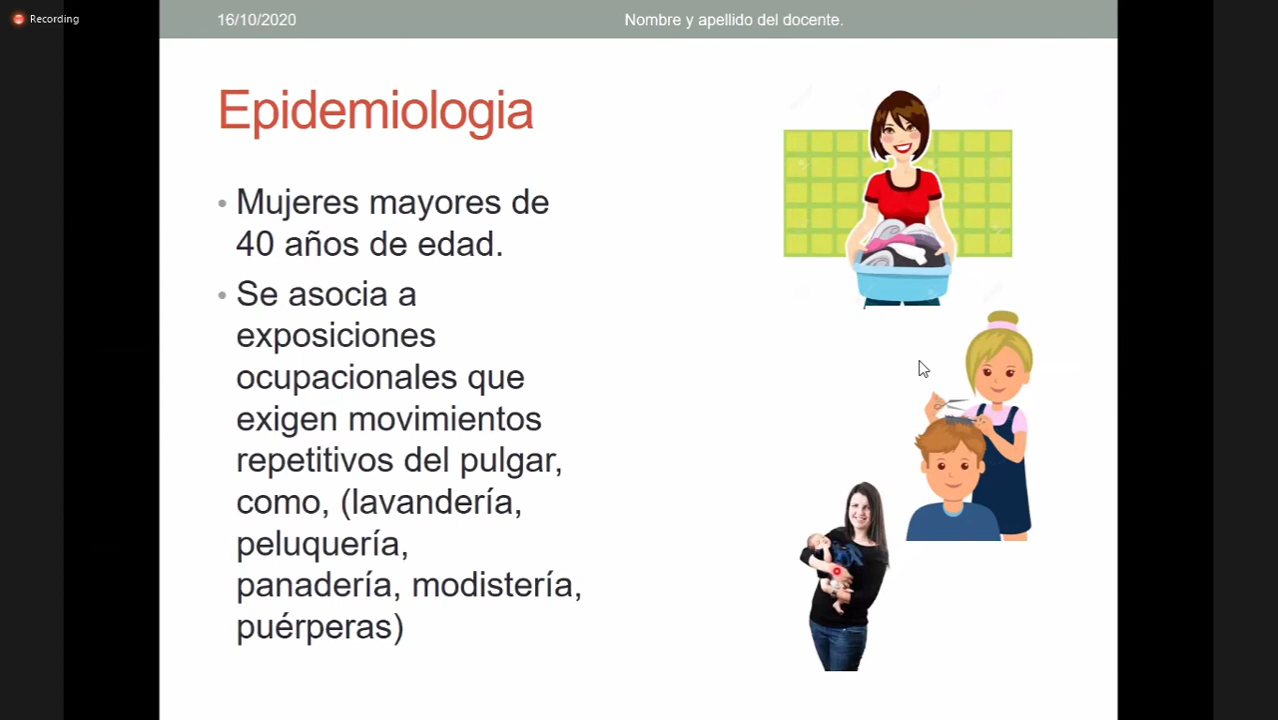 Recording
16/10/2020
Nombre y apellido del docente.
Epidemiologia
• Mujeres mayores de
40 años de edad.
• Se asocia a
exposiciones
ocupacionales que
exigen movimientos
repetitivos del pulgar,
como, (lavandería,
peluquería,
panadería, modistería,
puérperas)